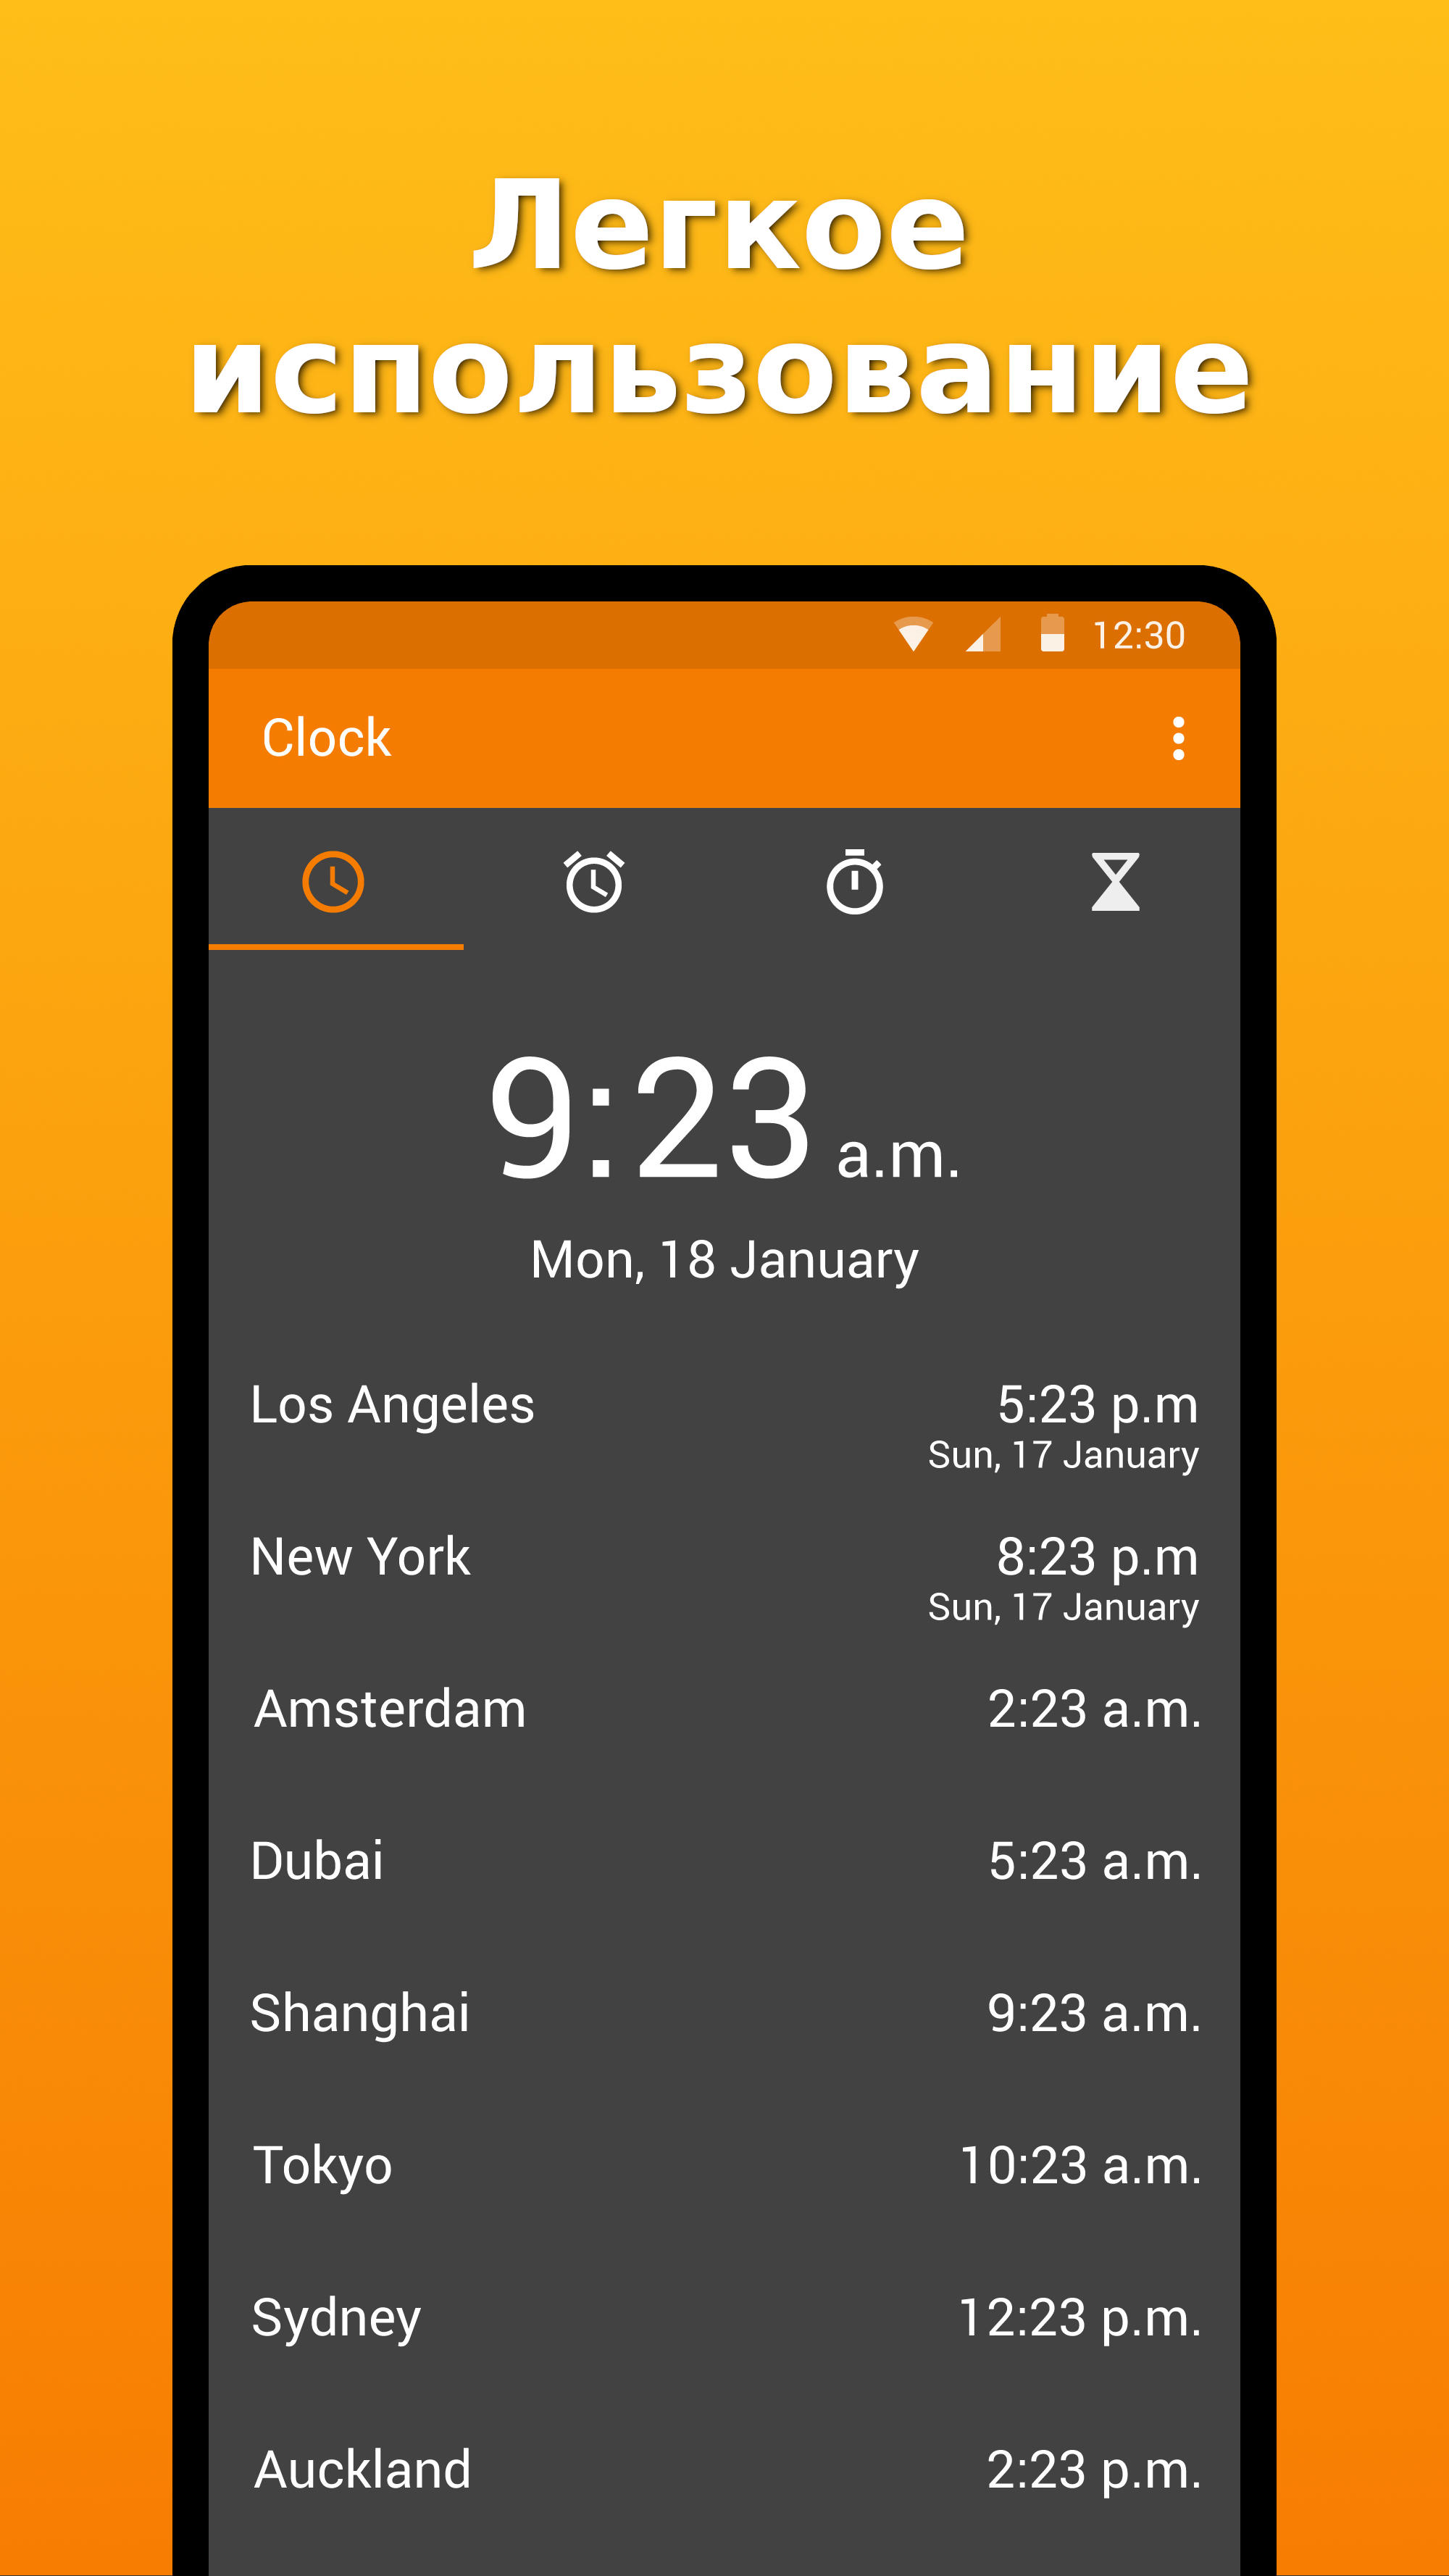 Легкое
использование
12:30
Clock
9:23 a.m.
Mon, 18 January
Los Angeles 5:23 p.m
Sun, 17 January
New York 8:23 p.m
Sun, 17 January
Amsterdam 2:23 a.m.
Dubai 5:23 a.m.
Shanghai 9:23 a.m.
Tokyo 10:23 a.m.
Sydney 12:23 p.m.
Auckland 2:23 p.m.